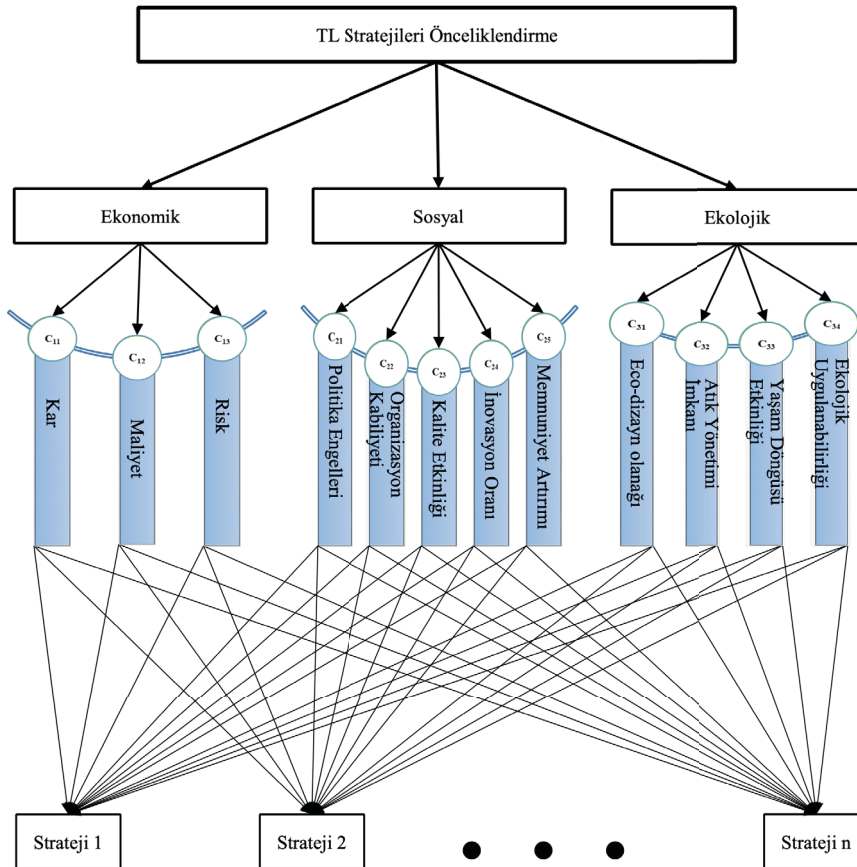 TL Stratejileri Önceliklendirme
Ekonomik
Sosyal
Ekolojik
C11
C12
C13
C21
C22
C23
C24
C25
C31
C32
C33
C34
Kar
Maliyet
Risk
Politika Engelleri
Organizasyon
Kabiliyeti
Kalite Etkinliği
İnovasyon Oranı
Memnuniyet Artırımı
Eco-dizayn olanağı
Atık Yönetimi
İmkanı
Yaşam Döngüsü
Etkinliği
Ekolojik
Uygulanabilirliği
Strateji 1
Strateji 2
Strateji n